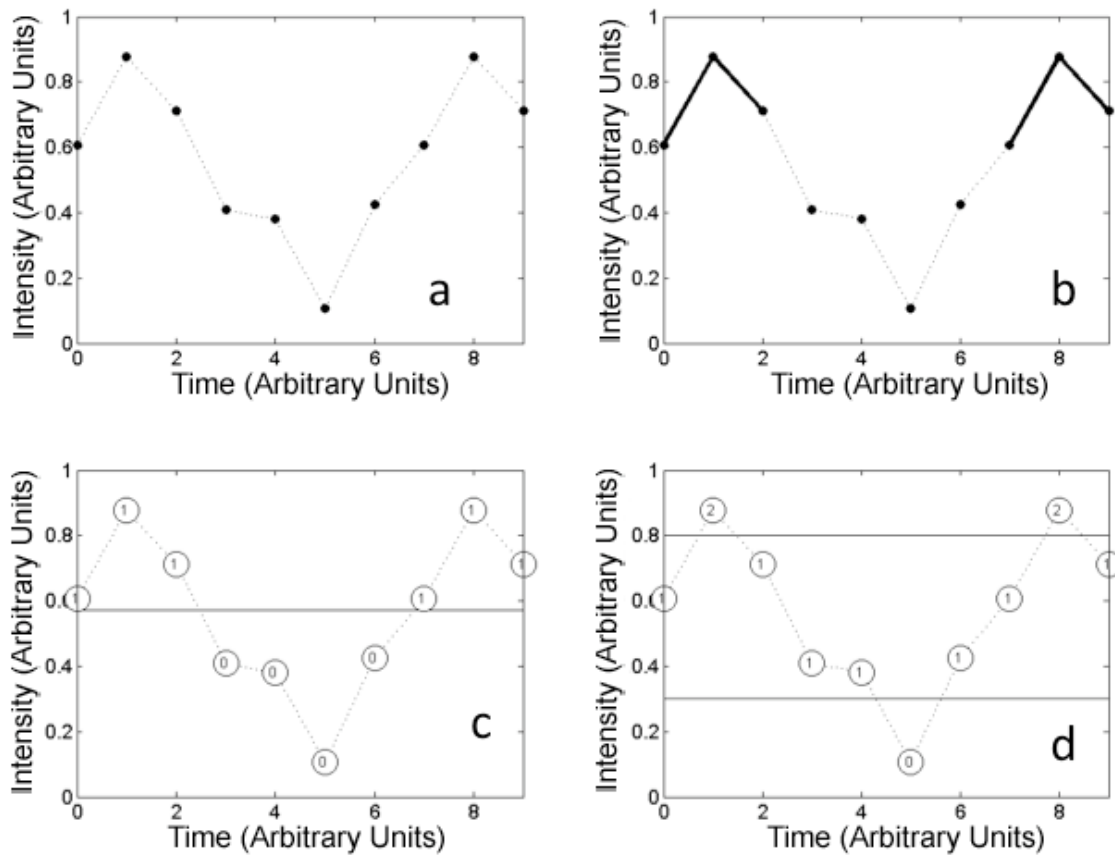 1
0.8
0.6
0.4
0.2
0
0 2 4 6 8
Intensity (Arbitrary Units)
Time (Arbitrary Units)
a
1
0.8
0.6
0.4
0.2
0
0 2 4 6 8
Intensity (Arbitrary Units)
Time (Arbitrary Units)
b
1
0.8
0.6
0.4
0.2
0
0 2 4 6 8
Intensity (Arbitrary Units)
Time (Arbitrary Units)
1 1 1 0 0 0 0 1 1 1
c
1
0.8
0.6
0.4
0.2
0
0 2 4 6 8
Intensity (Arbitrary Units)
Time (Arbitrary Units)
1 2 1 1 1 0 1 1 2 1
d